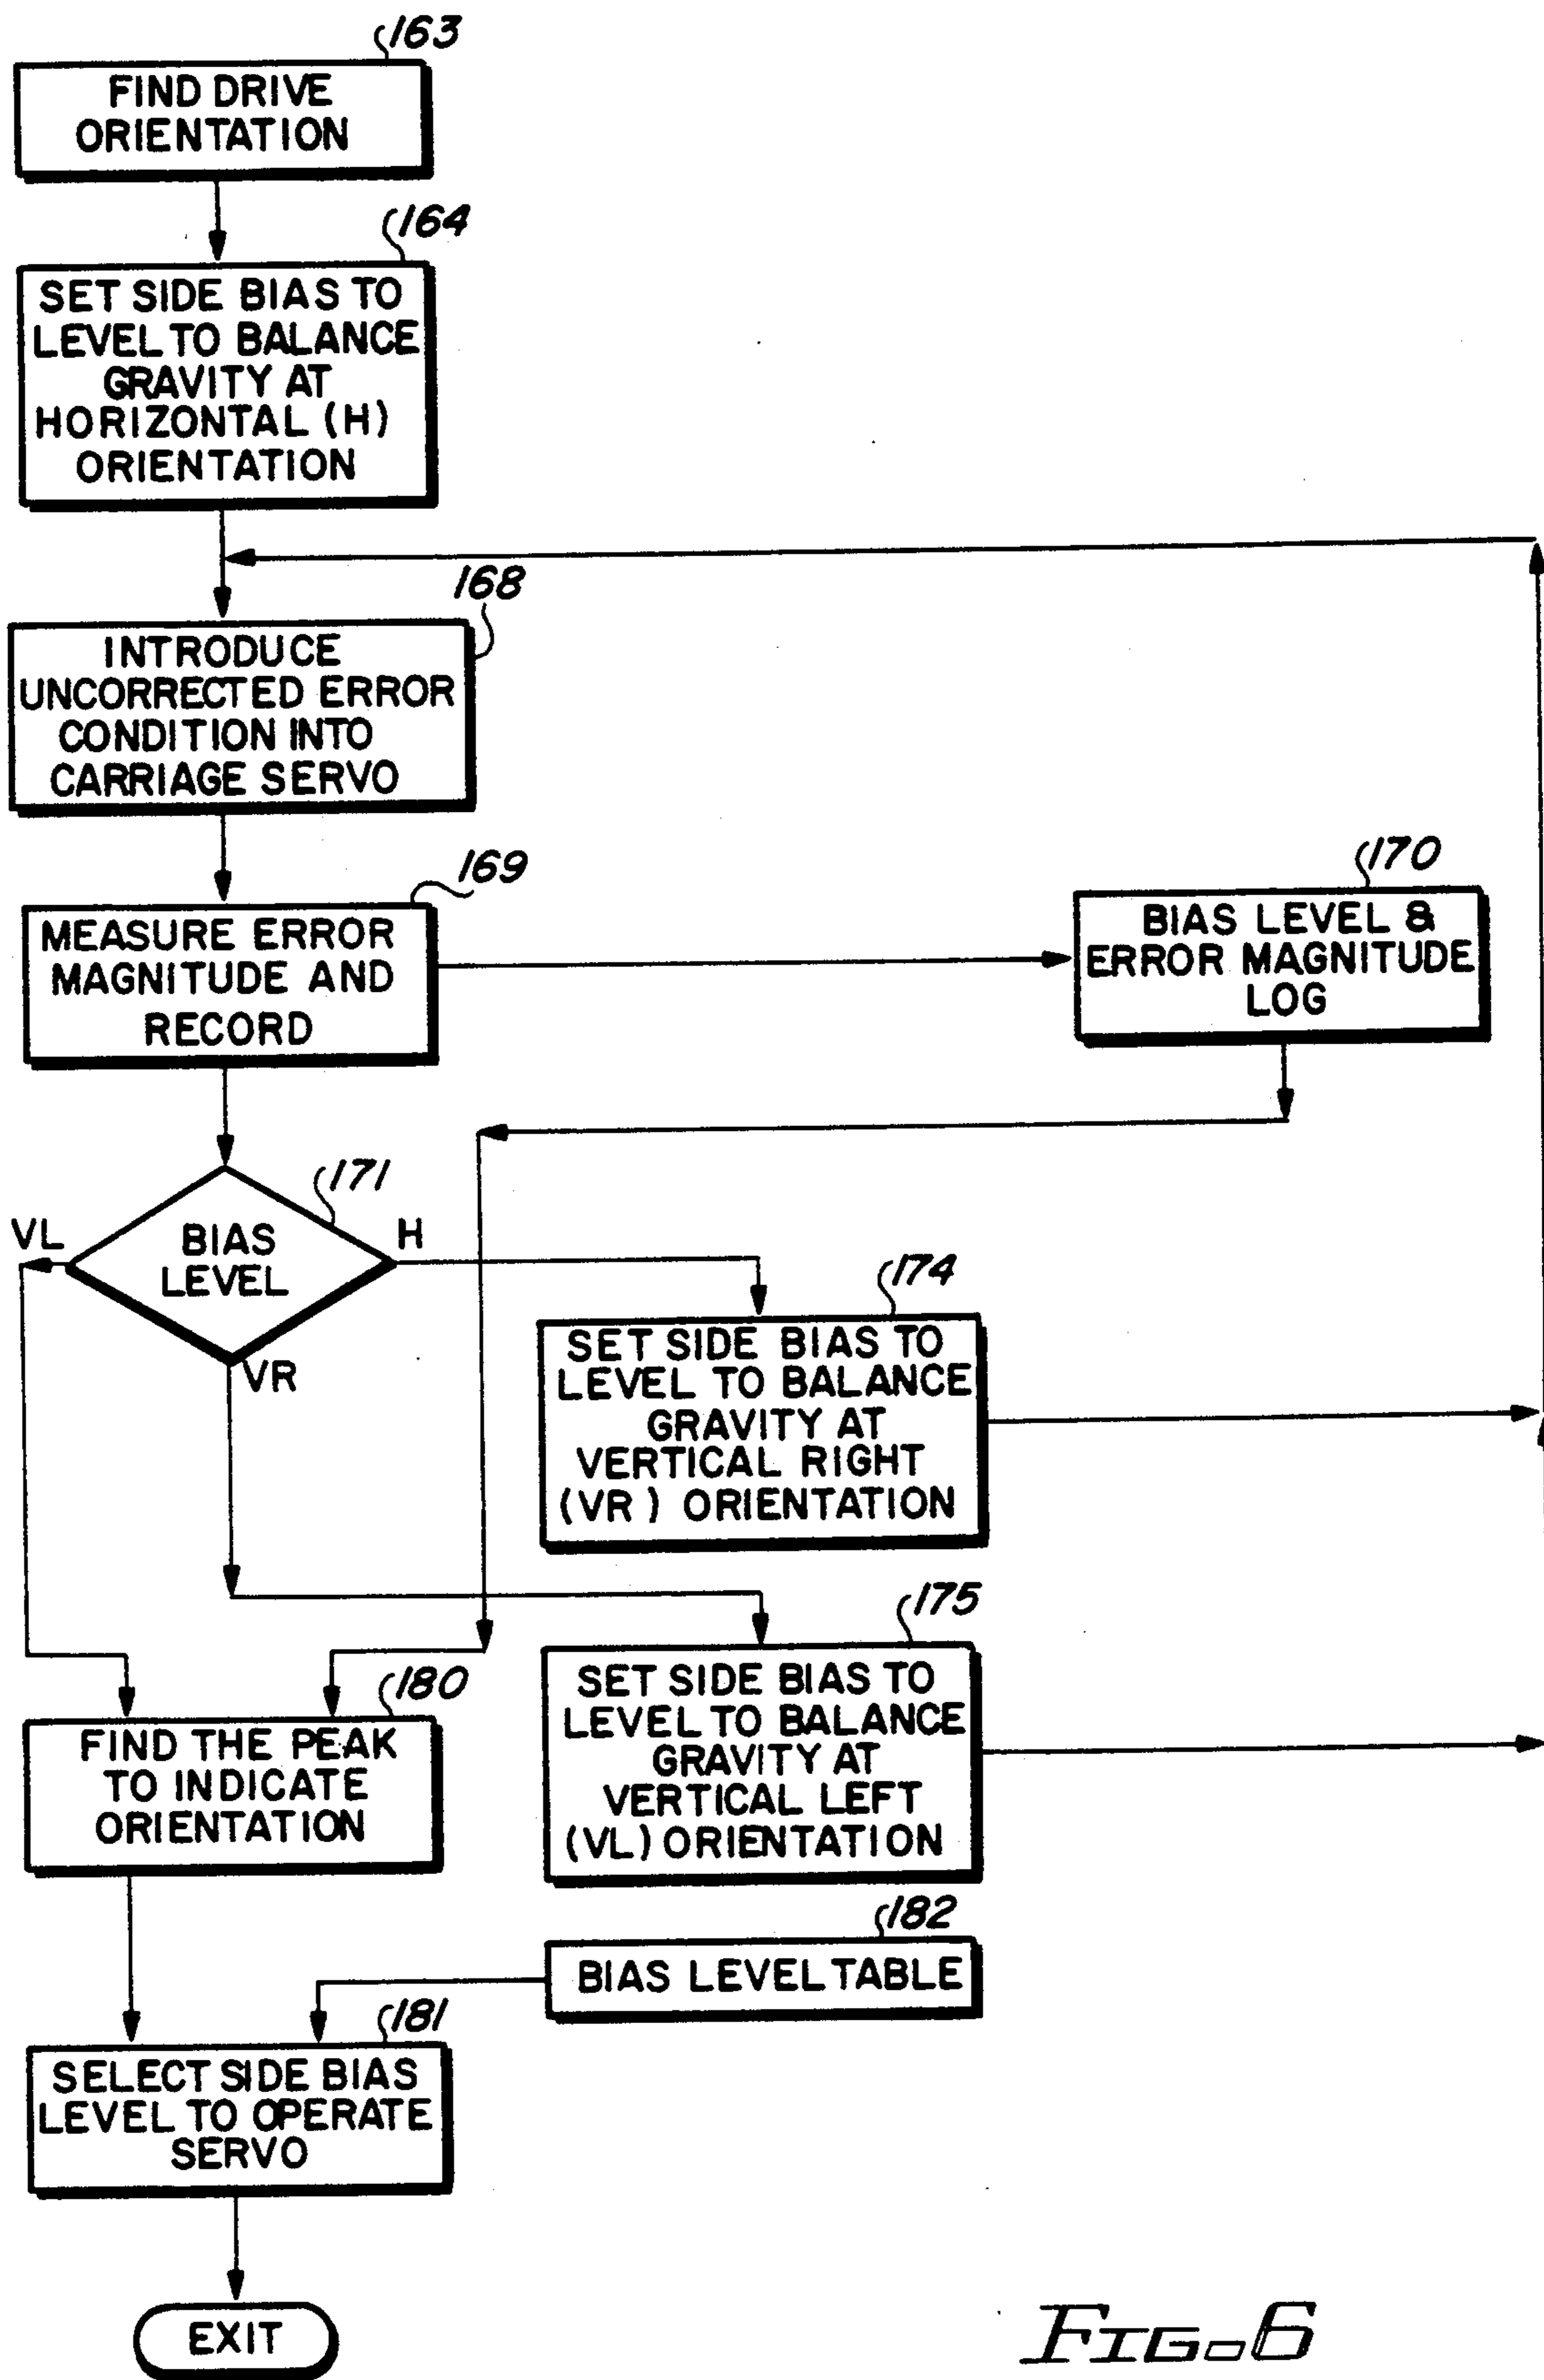 163
FIND DRIVE
ORIENTATION
164
SET SIDE BIAS TO
LEVEL TO BALANCE
GRAVITY AT
HORIZONTAL (H)
ORIENTATION
168
INTRODUCE
UNCORRECTED ERROR
CONDITION INTO
CARRIAGE SERVO
169
MEASURE ERROR
MAGNITUDE AND
RECORD
170
BIAS LEVEL &
ERROR MAGNITUDE
LOG
171
VL
BIAS
LEVEL
H
VR
174
SET SIDE BIAS TO
LEVEL TO BALANCE
GRAVITY AT
VERTICAL RIGHT
(VR) ORIENTATION
175
SET SIDE BIAS TO
LEVEL TO BALANCE
GRAVITY AT
VERTICAL LEFT
(VL) ORIENTATION
180
FIND THE PEAK
TO INDICATE
ORIENTATION
182
BIAS LEVEL TABLE
181
SELECT SIDE BIAS
LEVEL TO OPERATE
SERVO
EXIT
FIG. 6